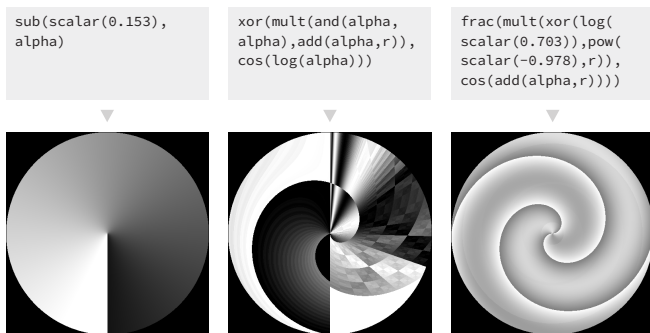 sub(scalar(0.153),
alpha)
xor(mult(and(alpha,
alpha),add(alpha,r)),
cos(log(alpha)))
frac(mult(xor(log(
scalar(0.703)),pow(
scalar(-0.978),r)),
cos(add(alpha,r))))